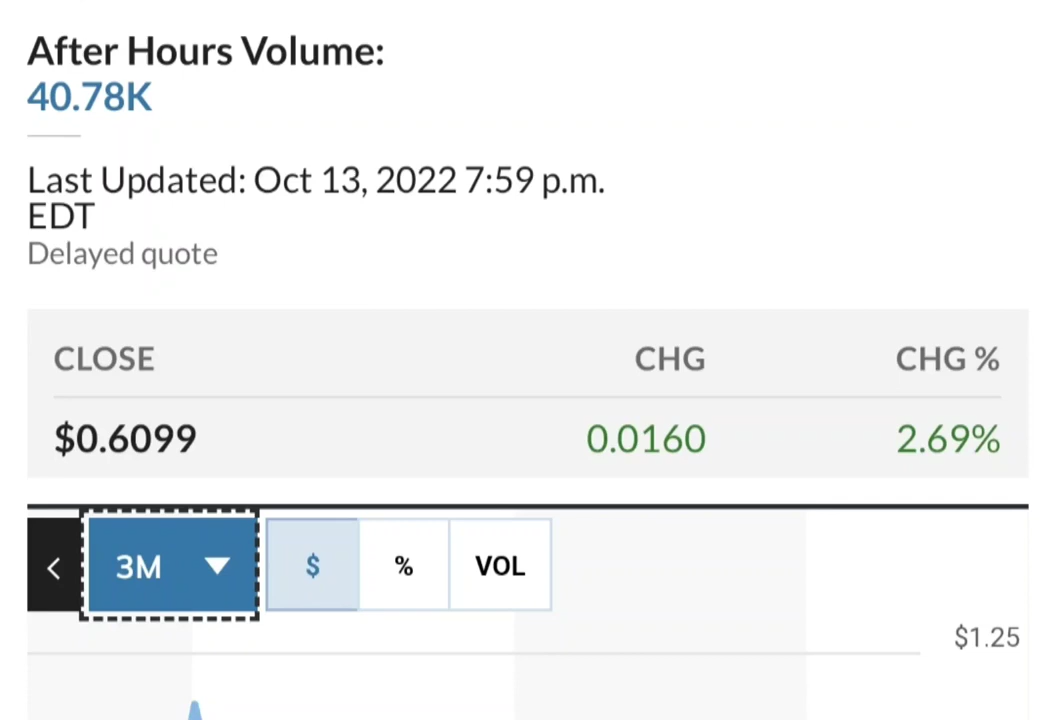 After Hours Volume:
40.78K
Last Updated: Oct 13, 2022 7:59 p.m.
EDT
Delayed quote
CLOSE CHG CHG %
$0.6099 0.0160 2.69%
3M $ % VOL
$1.25